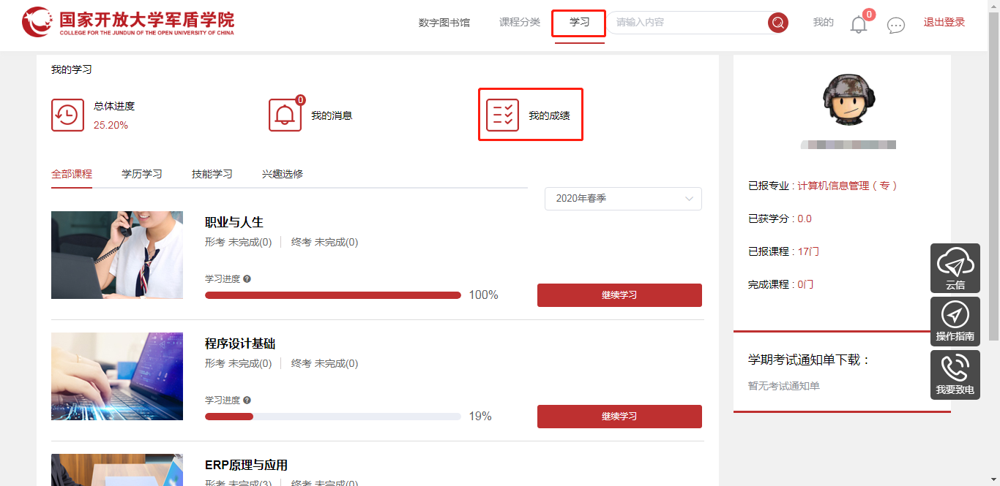 国家开放大学军盾学院
COLLEGE FOR THE JUNDUN OF THE OPEN UNIVERSITY OF CHINA
数字图书馆
课程分类
学习
请输入内容
我的
0
退出登录
我的学习
总体进度
25.20%
0
我的消息
我的成绩
全部课程
学历学习
技能学习
兴趣选修
2020年春季
职业与人生
形考 未完成(0) 终考 未完成(0)
学习进度 ?
100%
继续学习
程序设计基础
形考 未完成(0) 终考 未完成(0)
学习进度 ?
19%
继续学习
ERP原理与应用
形考 未完成(3) 终考 未完成(0)
已报专业 : 计算机信息管理（专）
已获学分 : 0.0
已报课程 : 17门
完成课程 : 0门
学期考试通知单下载：
暂无考试通知单
云信
操作指南
我要致电